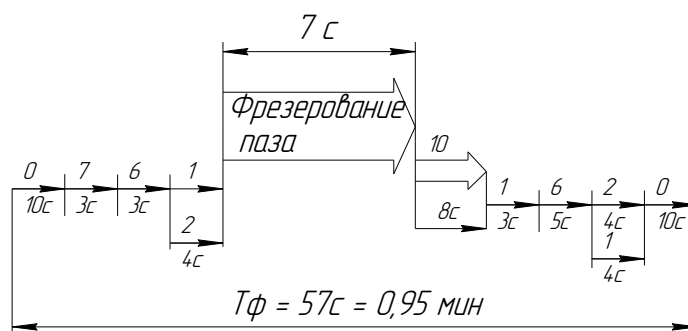 7 с
Фрезерование
паза
10
0 7 6 1
10с 3с 3с
2
4с
8с
1 6 2 0
3с 5с 4с 10с
1
4с
Тф = 57с = 0,95 мин